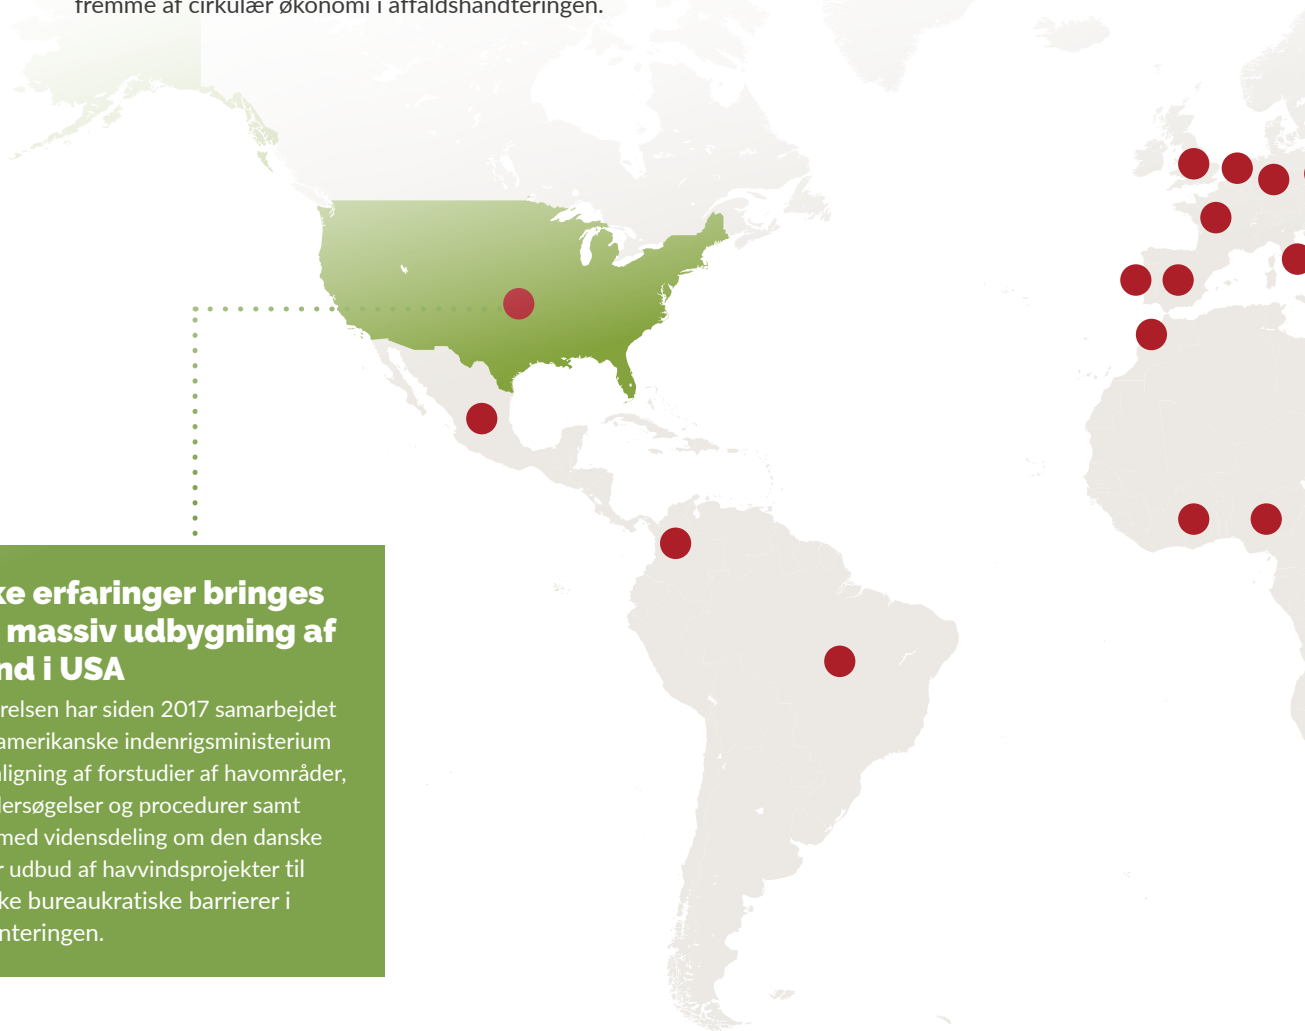 fremme af cirkulær økonomi i affaldshåndteringen.
ke erfaringer bringes
massiv udbygning af
nd i USA
relsen har siden 2017 samarbejdet
amerikanske indenrigsministerium
ligning af forstudier af havområder,
dersøgelser og procedurer samt
med vidensdeling om den danske
r udbud af havvindsprojekter til
ke bureaukratiske barrierer i
nteringen.